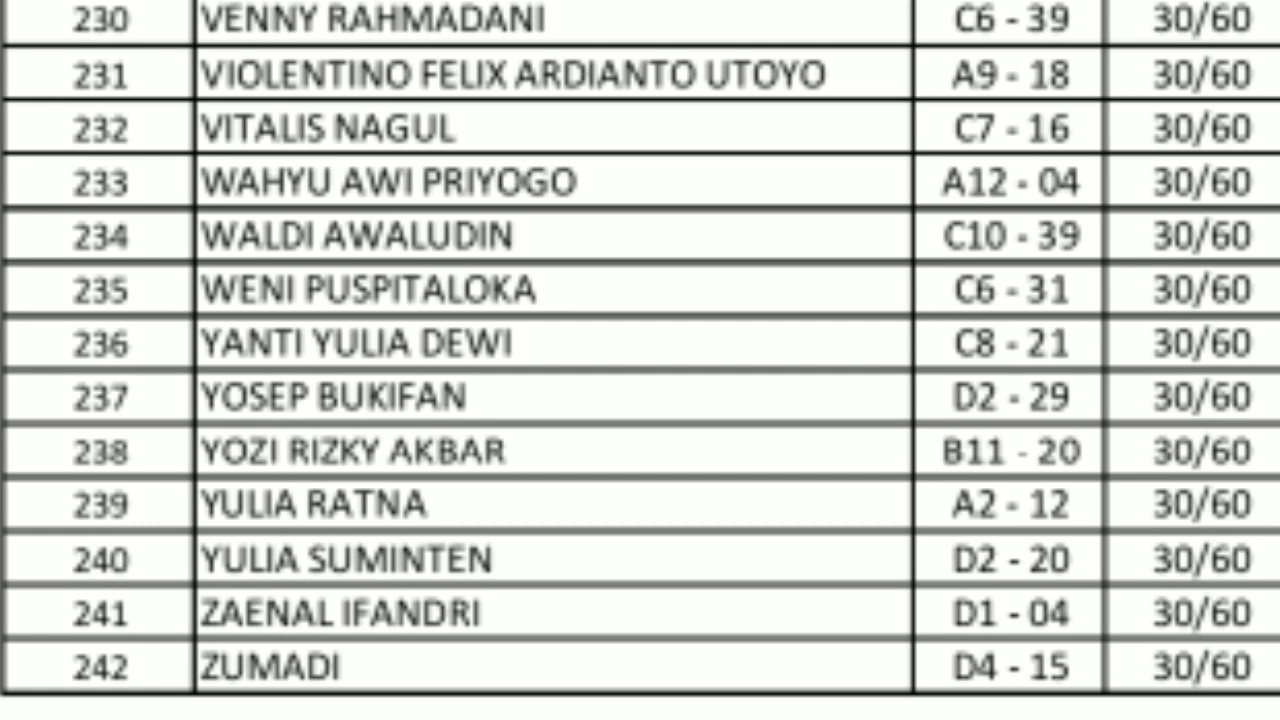 230 VENNY RAHMADANI C6 - 39 30/60
231 VIOLENTINO FELIX ARDIANTO UTOYO A9 - 18 30/60
232 VITALIS NAGUL C7 - 16 30/60
233 WAHYU AWI PRIYOGO A12 - 04 30/60
234 WALDI AWALUDIN C10 - 39 30/60
235 WENI PUSPITALOKA C6 - 31 30/60
236 YANTI YULIA DEWI C8 - 21 30/60
237 YOSEP BUKIFAN D2 - 29 30/60
238 YOZI RIZKY AKBAR B11 - 20 30/60
239 YULIA RATNA A2 - 12 30/60
240 YULIA SUMINTEN D2 - 20 30/60
241 ZAENAL IFANDRI D1 - 04 30/60
242 ZUMADI D4 - 15 30/60